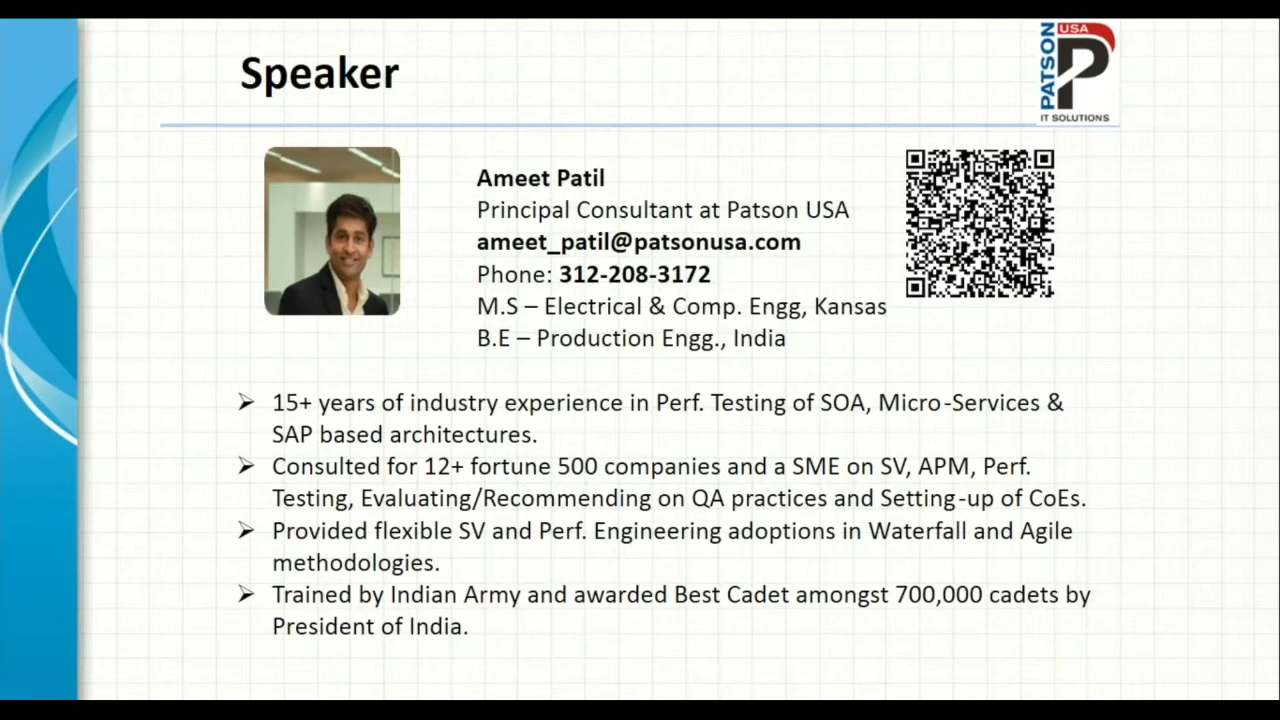 Speaker
PATSON
USA
P
IT SOLUTIONS
Ameet Patil
Principal Consultant at Patson USA
ameet_patil@patsonusa.com
Phone: 312-208-3172
M.S – Electrical & Comp. Engg, Kansas
B.E – Production Engg., India
➢ 15+ years of industry experience in Perf. Testing of SOA, Micro-Services &
SAP based architectures.
➢ Consulted for 12+ fortune 500 companies and a SME on SV, APM, Perf.
Testing, Evaluating/Recommending on QA practices and Setting-up of CoEs.
➢ Provided flexible SV and Perf. Engineering adoptions in Waterfall and Agile
methodologies.
➢ Trained by Indian Army and awarded Best Cadet amongst 700,000 cadets by
President of India.